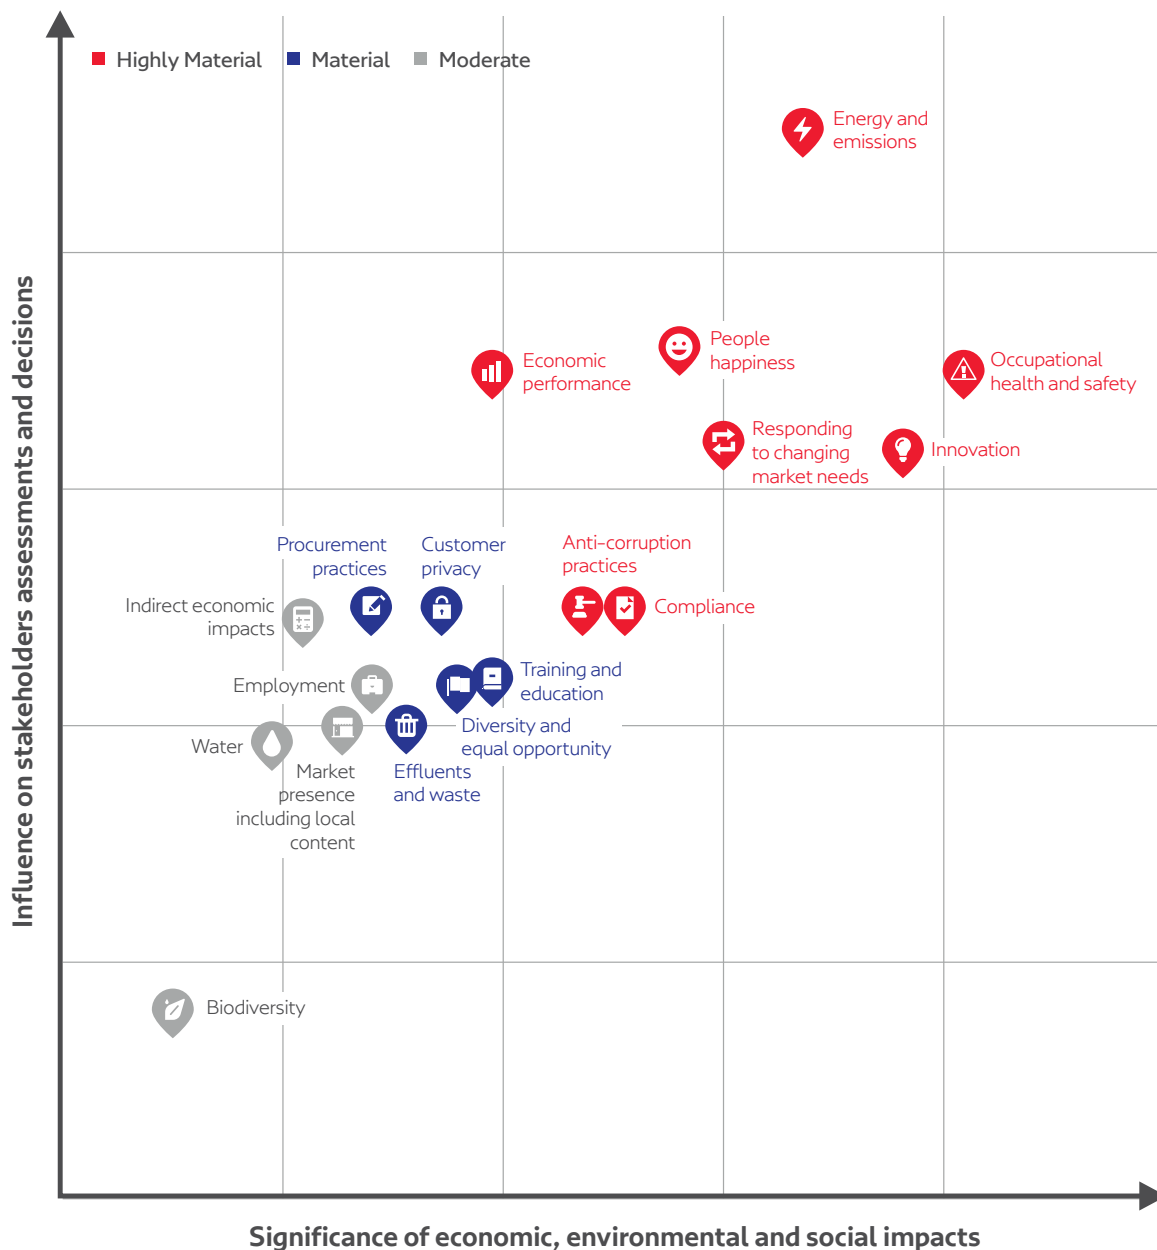 Highly Material
Material
Moderate
Energy and
emissions
People
happiness
Economic
performance
Occupational
health and safety
Responding
to changing
market needs
Innovation
Procurement
practices
Customer
privacy
Anti-corruption
practices
Indirect economic
impacts
Compliance
Employment
Training and
education
Water
Diversity and
equal opportunity
Market
presence
including local
content
Effluents
and waste
Biodiversity
Influence on stakeholders assessments and decisions
Significance of economic, environmental and social impacts